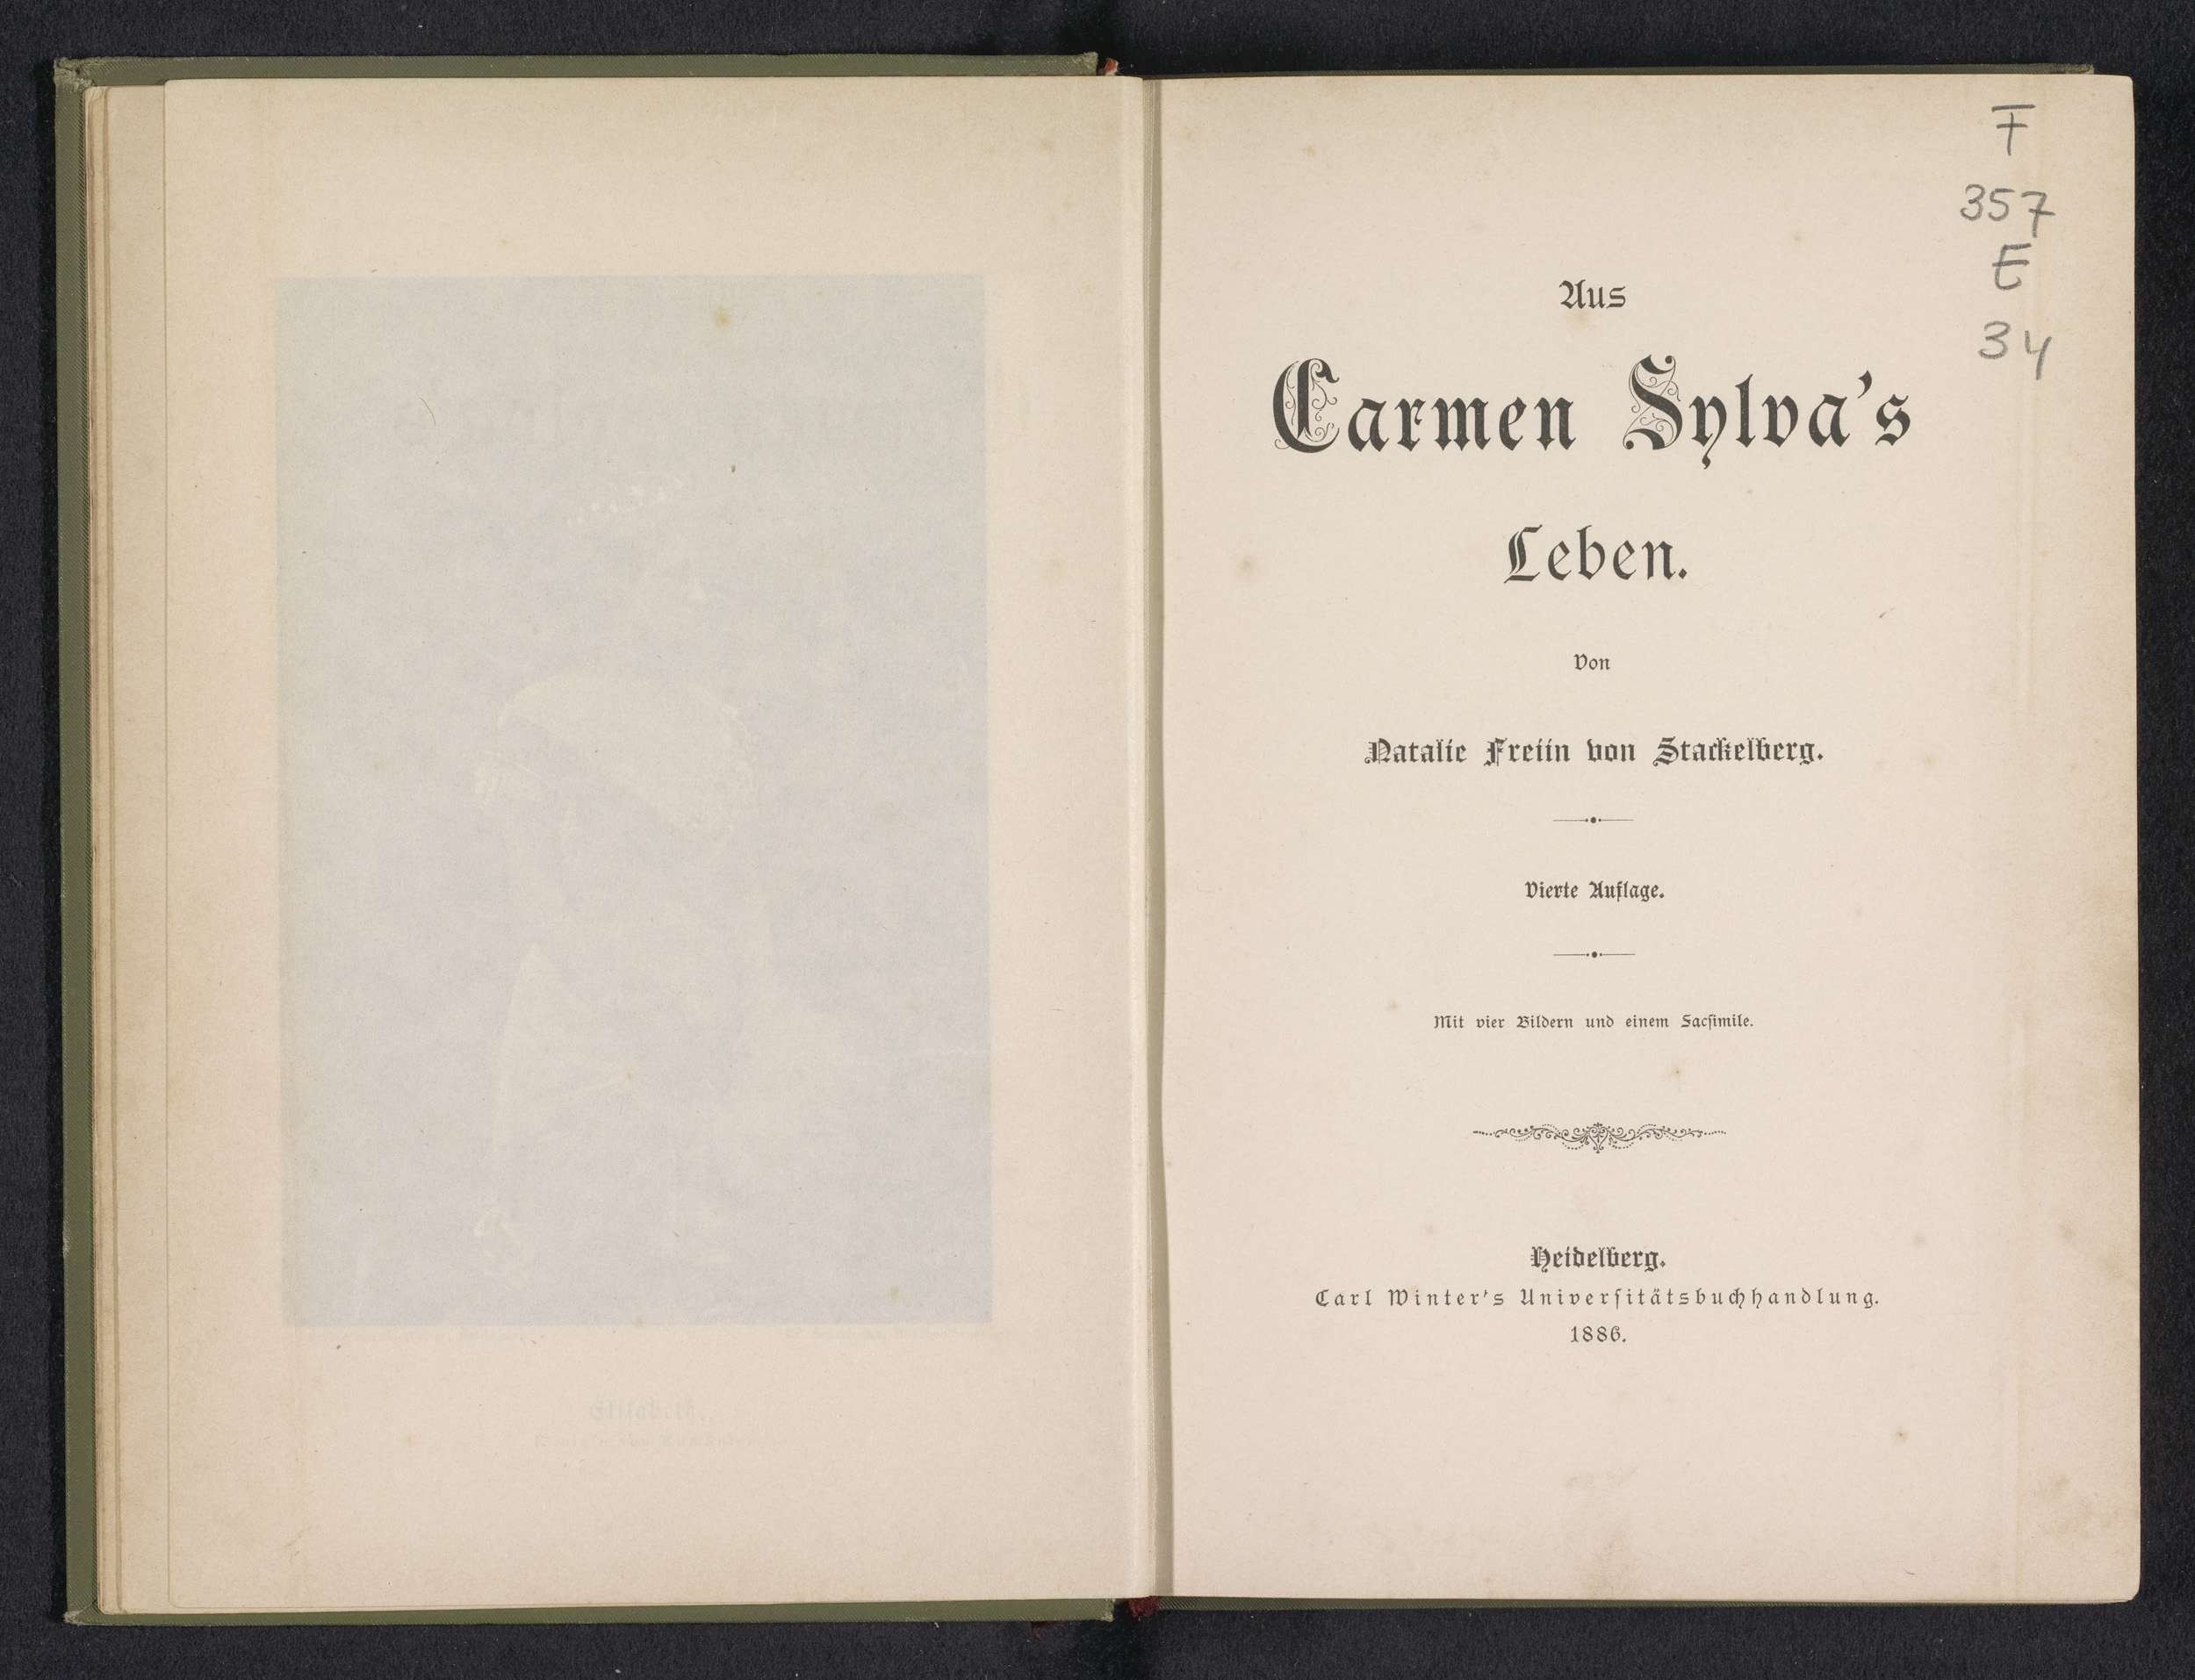 F
357
E
34
Aus
Carmen Sylva's
Leben.
Von
Natalie Freiin von Stackelberg.
Vierte Auflage.
Mit vier Bildern und einem Facſimile.
Heidelberg.
Carl Winter's Univerſitätsbuchhandlung.
1886.